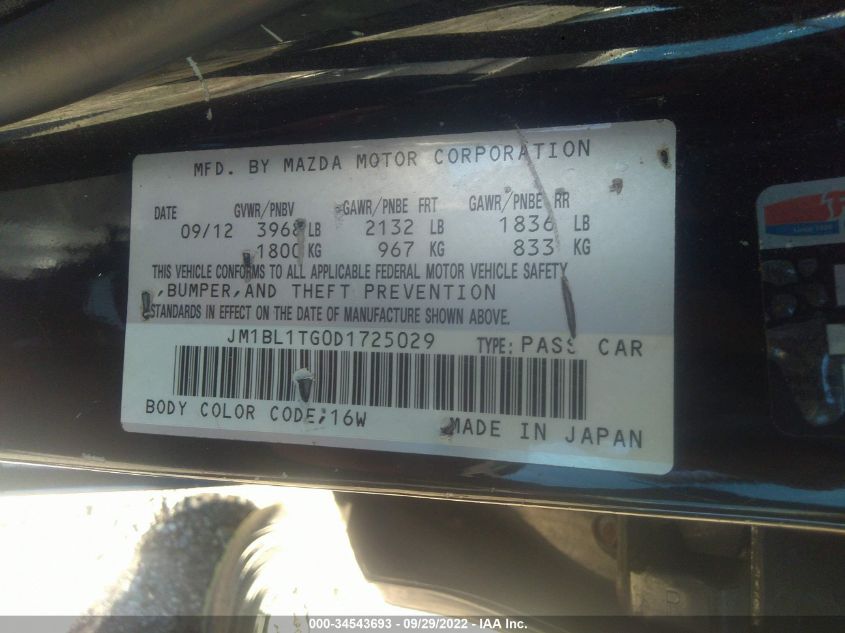 MFD. BY MAZDA MOTOR CORPORATION
DATE GVWR/PNBV GAWR/PNBE FRT GAWR/PNBE RR
09/12 3968 LB 2132 LB 1836 LB
1800 KG 967 KG 833 KG
THIS VEHICLE CONFORMS TO ALL APPLICABLE FEDERAL MOTOR VEHICLE SAFETY
,BUMPER,AND THEFT PREVENTION
STANDARDS IN EFFECT ON THE DATE OF MANUFACTURE SHOWN ABOVE.
JM1BL1TG0D1725029 TYPE: PASS CAR
BODY COLOR CODE:16W MADE IN JAPAN
000-34543693 - 09/29/2022 - IAA Inc.